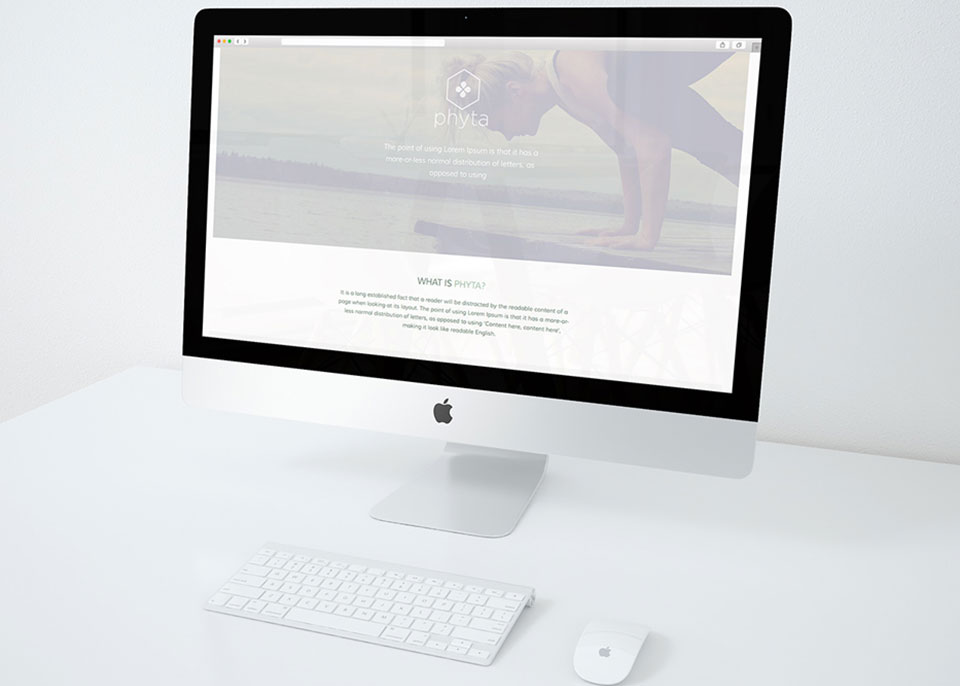 phyta
The point of using Lorem Ipsum is that it has a
more-or-less normal distribution of letters, as
opposed to using
WHAT IS PHYTA?
It is a long established fact that a reader will be distracted by the readable content of a
page when looking at its layout. The point of using Lorem Ipsum is that it has a more-or-
less normal distribution of letters, as opposed to using 'Content here, content here',
making it look like readable English.